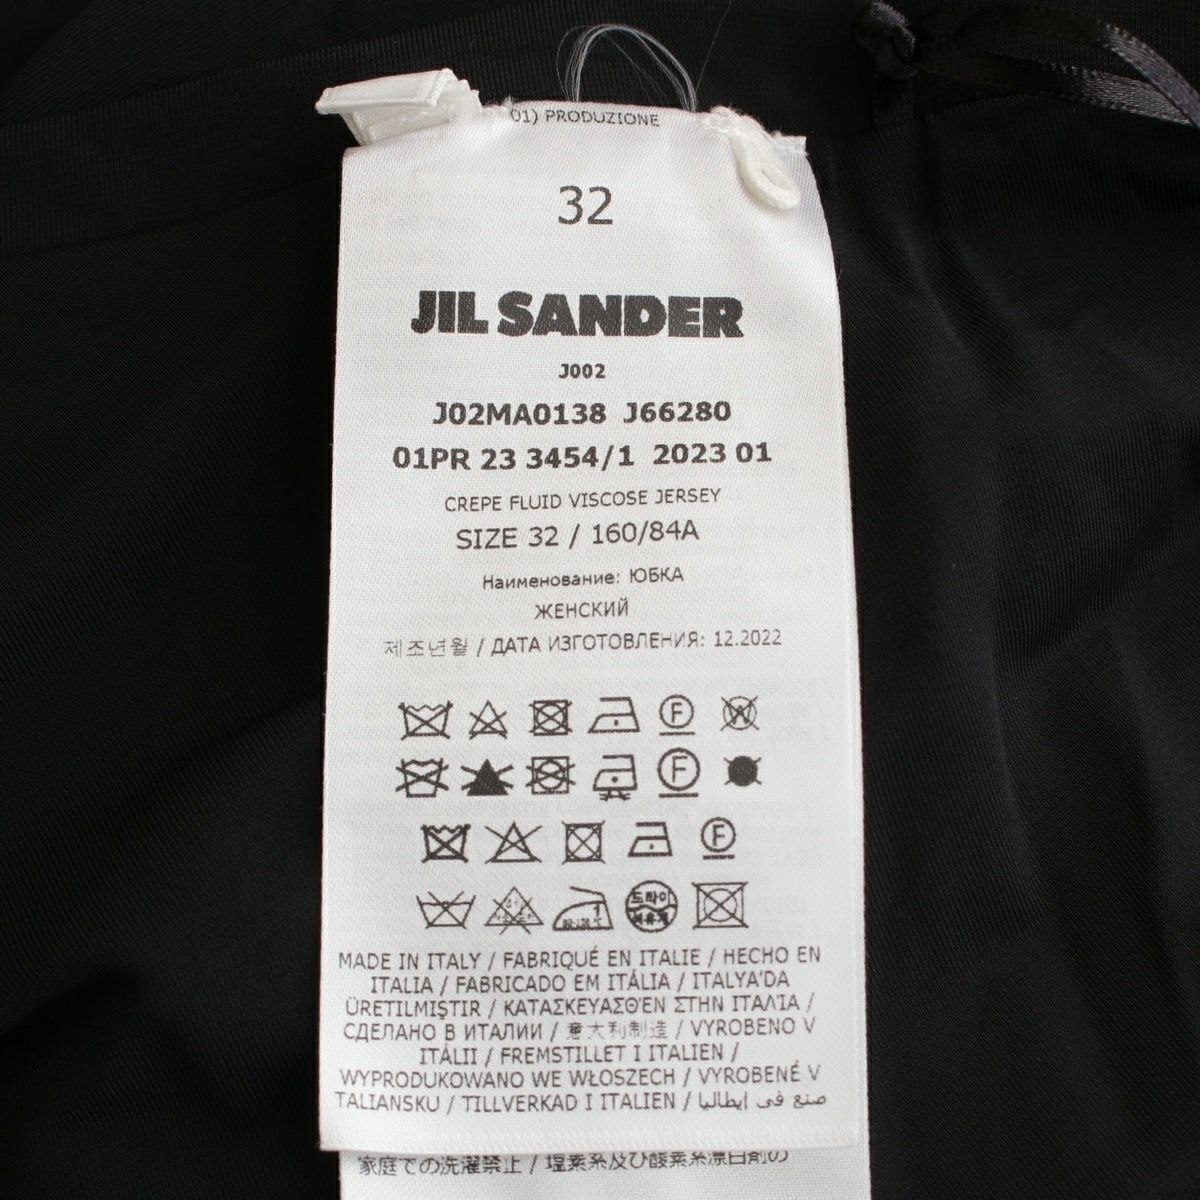 01) PRODUZIONE
32
JIL SANDER
J002
J02MA0138 J66280
01PR 23 3454/1 2023 01
CREPE FLUID VISCOSE JERSEY
SIZE 32 / 160/84A
Наименование: ЮБКА
ЖЕНСКИЙ
제조년월 / ДАТА ИЗГОТОВЛЕНИЯ: 12.2022
F W
F
F
드라이
MADE IN ITALY / FABRIQUÉ EN ITALIE / HECHO EN
ITALIA / FABRICADO EM ITÁLIA / ITALYA'DA
ÜRETILMIŞTIR / ΚΑΤΑΣΚΕΥΑΣΘΈΝ ΣΤΗΝ ΙΤΑΛΊΑ /
СДЕЛАНО В ИТАЛИИ / 意大利制造 / VYROBENO V
ITÁLII / FREMSTILLET I ITALIEN /
WYPRODUKOWANO WE WŁOSZECH / VYROBENÉ V
TALIANSKU / TILLVERKAD I ITALIEN / صنع في إيطاليا
家庭での洗濯禁止 / 塩素系及び酸素系漂白剤の